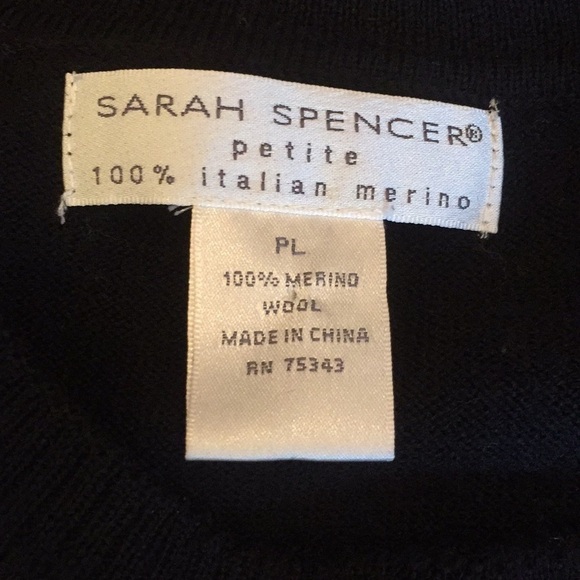 SARAH SPENCER®
petite
100% italian merino
PL
100% MERINO
WOOL
MADE IN CHINA
RN 75343